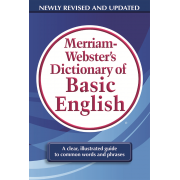 NEWLY REVISED AND UPDATED
Merriam-
Webster's
Dictionary of
Basic
English
A clear, illustrated guide
to common words and phrases